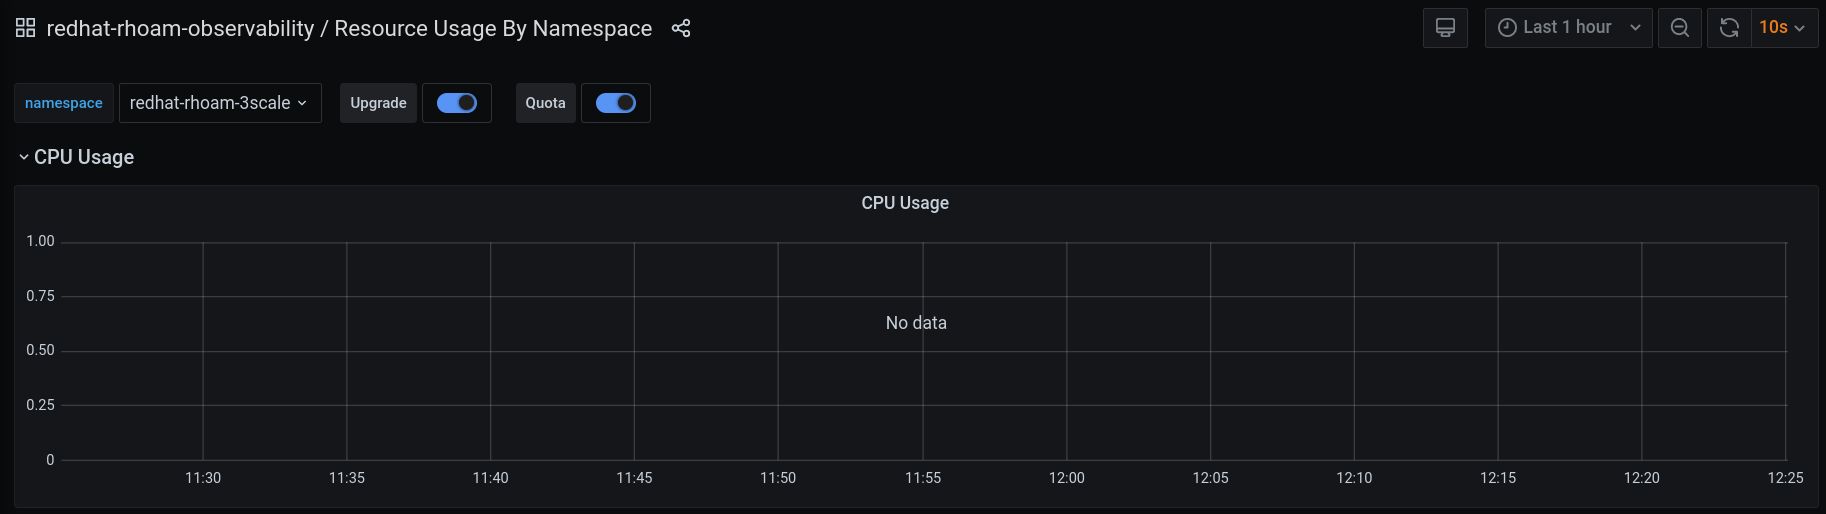 redhat-rhoam-observability / Resource Usage By Namespace
Last 1 hour
10s
namespace
redhat-rhoam-3scale
Upgrade
Quota
CPU Usage
CPU Usage
1.00
0.75
No data
0.50
0.25
0
11:30 11:35 11:40 11:45 11:50 11:55 12:00 12:05 12:10 12:15 12:20 12:25